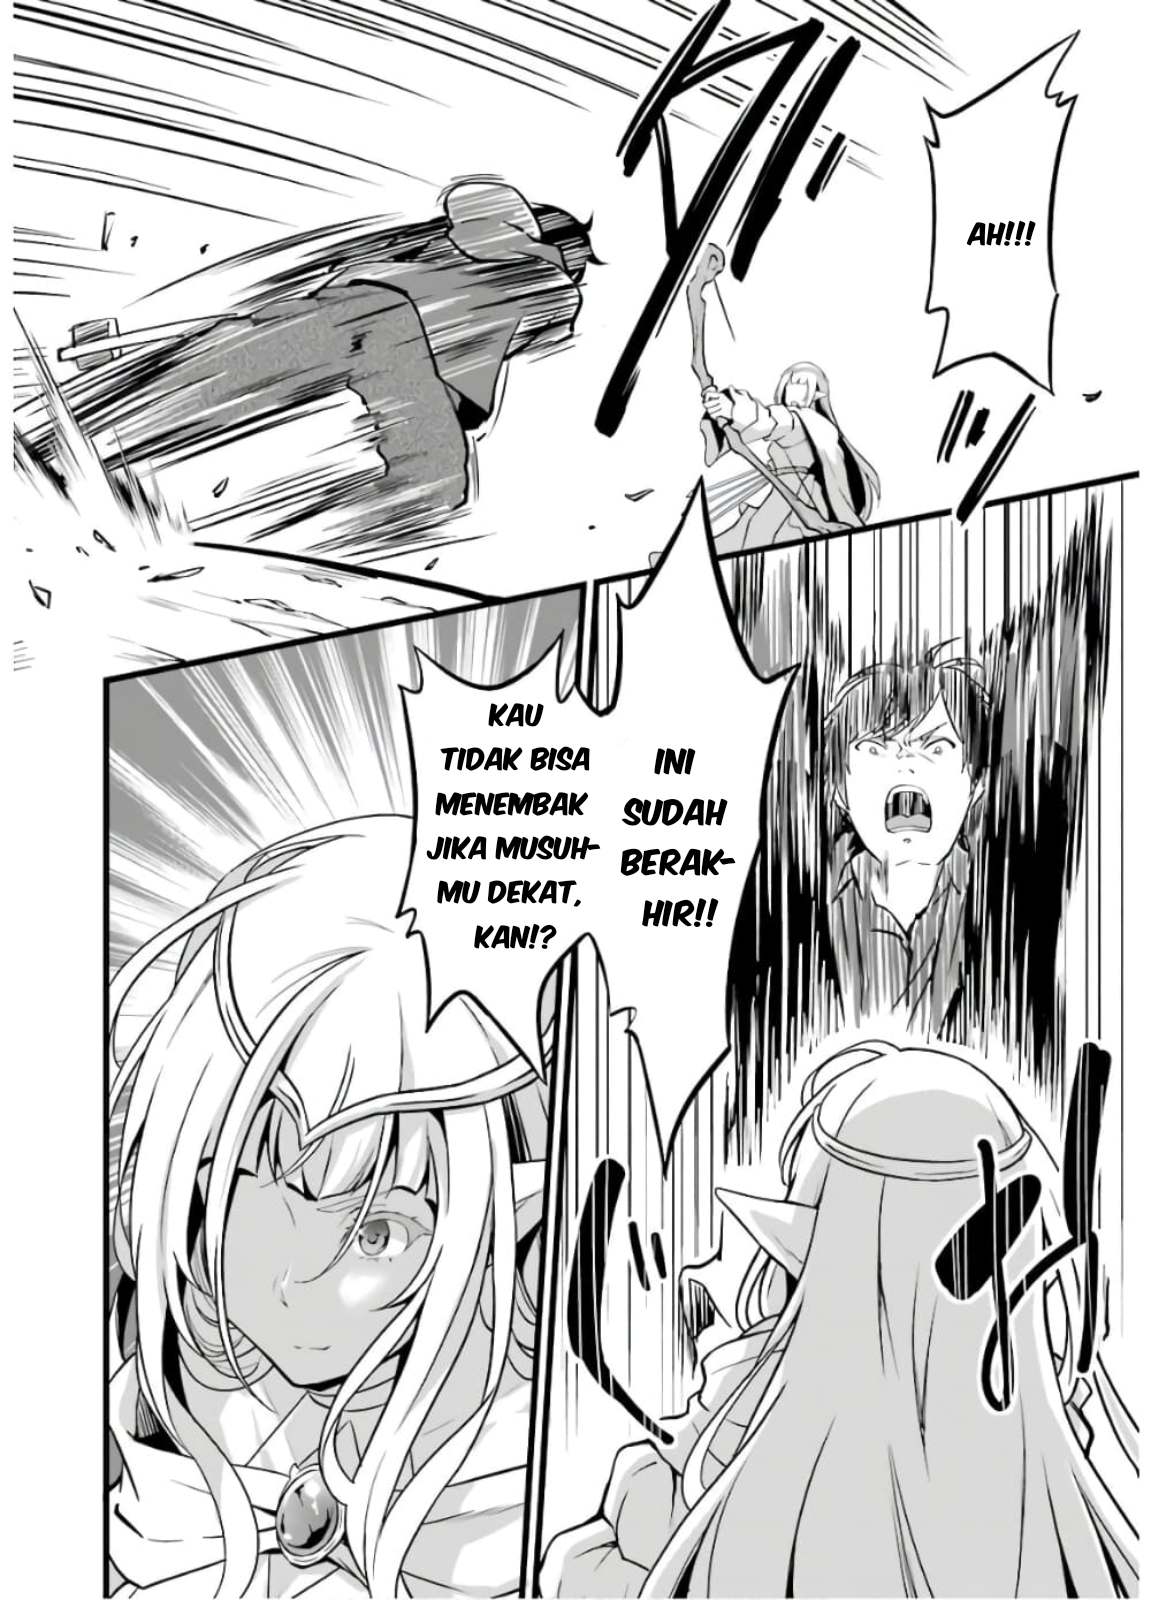 AH!!!
INI
SUDAH
BERAK-
HIR!!
KAU
TIDAK BISA
MENEMBAK
JIKA MUSUH-
MU DEKAT,
KAN!?